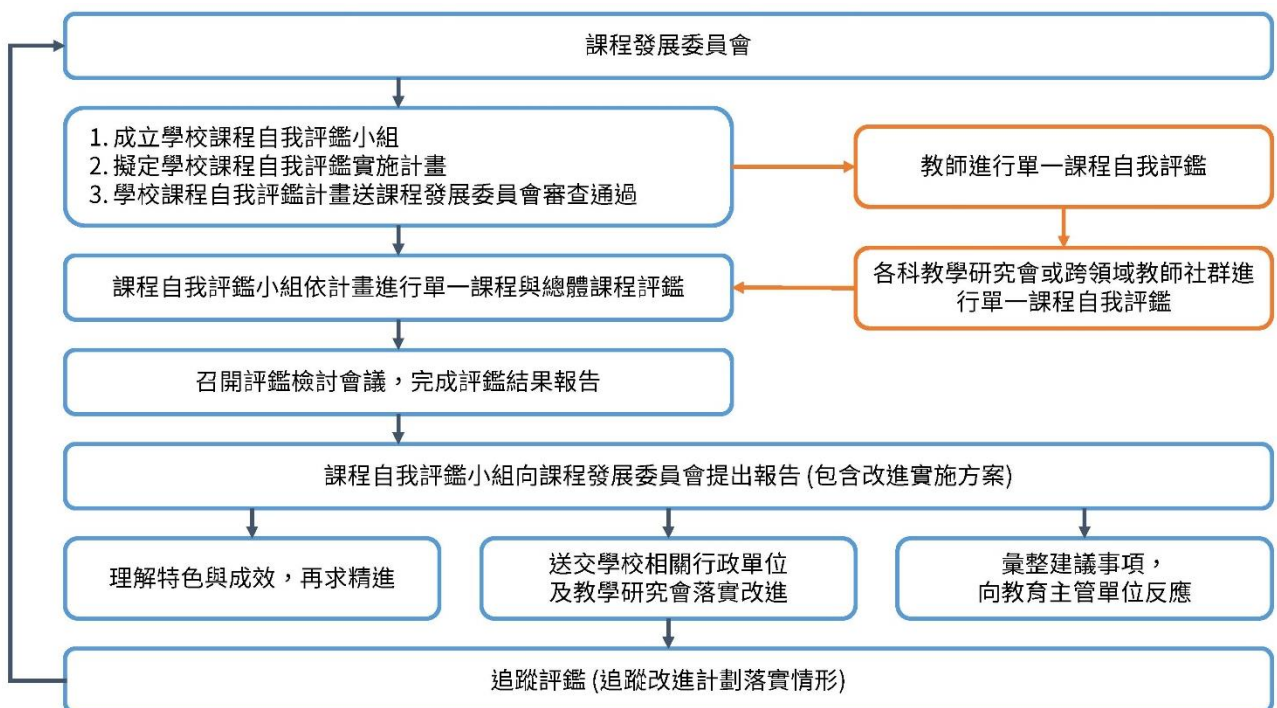 課程發展委員會
1. 成立學校課程自我評鑑小組
2. 擬定學校課程自我評鑑實施計畫
3. 學校課程自我評鑑計畫送課程發展委員會審查通過
教師進行單一課程自我評鑑
課程自我評鑑小組依計畫進行單一課程與總體課程評鑑
各科教學研究會或跨領域教師社群進
行單一課程自我評鑑
召開評鑑檢討會議，完成評鑑結果報告
課程自我評鑑小組向課程發展委員會提出報告 (包含改進實施方案)
理解特色與成效，再求精進
送交學校相關行政單位
及教學研究會落實改進
彙整建議事項，
向教育主管單位反應
追蹤評鑑 (追蹤改進計劃落實情形)